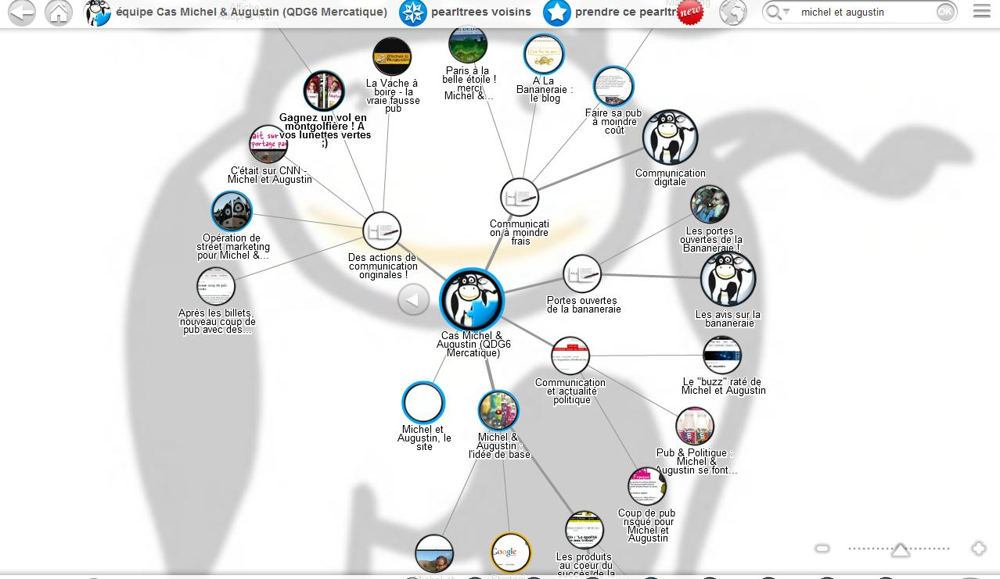 équipe Cas Michel & Augustin (QDG6 Mercatique)
pearltrees voisins
prendre ce pearltr
new
michel et augustin
OK
La Vache à
boire - la
vraie fausse
pub
Paris à la
belle étoile !
merci
Michel &...
A La
Bananeraie :
le blog
Faire sa pub
à moindre
coût
Gagnez un vol en
montgolfière ! A
vos lunettes vertes
;)
C'était sur CNN -
Michel et Augustin
Communication
digitale
Opération de
street marketing
pour Michel &...
Communicati
on à moindre
frais
Les portes
ouvertes de la
Bananeraie !
Des actions de
communication
originales !
Après les billets,
nouveau coup de
pub avec des...
Portes ouvertes
de la bananeraie
Les avis sur la
bananeraie
Cas Michel &
Augustin (QDG6
Mercatique)
Communication
et actualité
politique
Le "buzz" raté de
Michel et Augustin
Michel et
Augustin, le
site
Michel &
Augustin :
l'idée de base
Pub & Politique :
Michel &
Augustin se font...
Coup de pub
risqué pour
Michel et
Augustin
Google
Les produits
au coeur du
succès de la